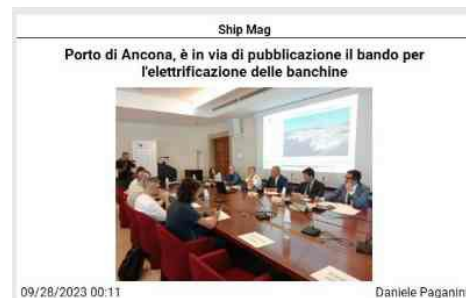 Ship Mag
Porto di Ancona, è in via di pubblicazione il bando per
l'elettrificazione delle banchine
09/28/2023 00:11
Daniele Paganini